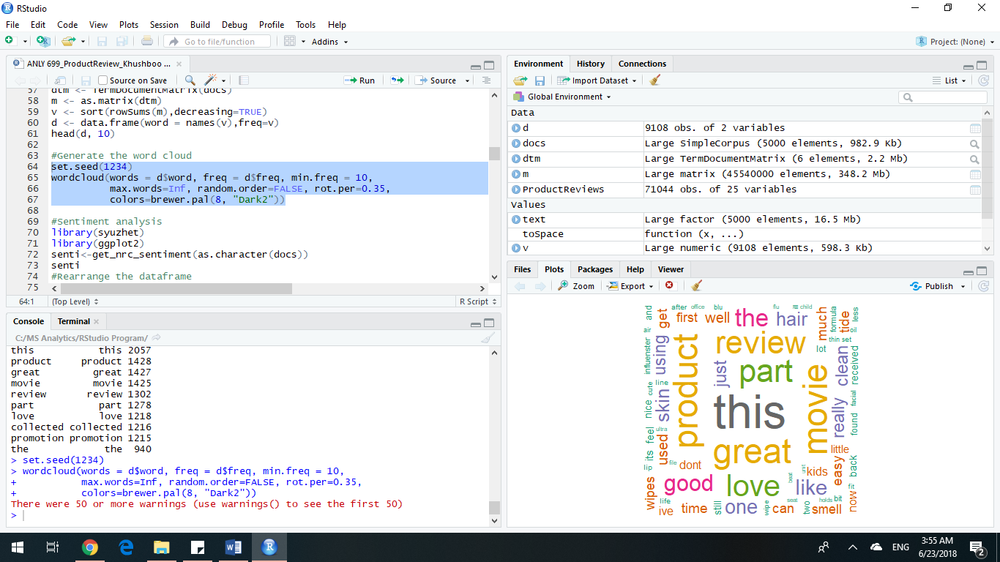 RStudio
File Edit Code View Plots Session Build Debug Profile Tools Help
Go to file/function Addins Project: (None)
ANLY 699_ProductReview_Khushboo ...
Source on Save Run Source
57 dtm <- TermDocumentMatrix(docs)
58 m <- as.matrix(dtm)
59 v <- sort(rowSums(m),decreasing=TRUE)
60 d <- data.frame(word = names(v),freq=v)
61 head(d, 10)
62
63 #Generate the word cloud
64 set.seed(1234)
65 wordcloud(words = d$word, freq = d$freq, min.freq = 10,
66 max.words=Inf, random.order=FALSE, rot.per=0.35,
67 colors=brewer.pal(8, "Dark2"))
68
69 #Sentiment analysis
70 library(syuzhet)
71 library(ggplot2)
72 senti<-get_nrc_sentiment(as.character(docs))
73 senti
74 #Rearrange the dataframe
75
64:1 (Top Level) R Script
Console Terminal
C:/MS Analytics/RStudio Program/
this this 2057
product product 1428
great great 1427
movie movie 1425
review review 1302
part part 1278
love love 1218
collected collected 1216
promotion promotion 1215
the the 940
> set.seed(1234)
> wordcloud(words = d$word, freq = d$freq, min.freq = 10,
+ max.words=Inf, random.order=FALSE, rot.per=0.35,
+ colors=brewer.pal(8, "Dark2"))
There were 50 or more warnings (use warnings() to see the first 50)
>
Environment History Connections
Import Dataset List
Global Environment
Data
d 9108 obs. of 2 variables
docs Large SimpleCorpus (5000 elements, 982.9 Kb)
dtm Large TermDocumentMatrix (6 elements, 2.2 Mb)
m Large matrix (45540000 elements, 348.2 Mb)
ProductReviews 71044 obs. of 25 variables
Values
text Large factor (5000 elements, 16.5 Mb)
toSpace function (x, ...)
v Large numeric (9108 elements, 598.3 Kb)
Files Plots Packages Help Viewer
Zoom Export Publish
and get after office blu flu child
first well the hair much formula tide less
air oil
influenster using product review thin set
lot
just part movie clean received
cute line
skin this really facial
nice
ultra found
feel used great little
its
file dont
lip good love beat unit kids easy back
wipes like fit
life holds bit
ive time still one wipe seat can two smell now
ENG 3:55 AM
6/23/2018
2